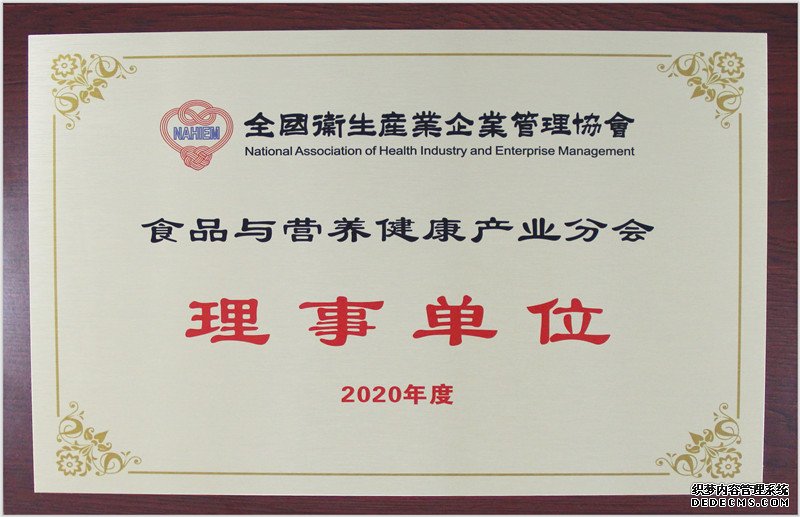 NAHIEM
全國衛生産業企業管理協會
National Association of Health Industry and Enterprise Management
食品与营养健康产业分会
理事单位
2020年度
织梦内容管理系统
DEDECMS.COM